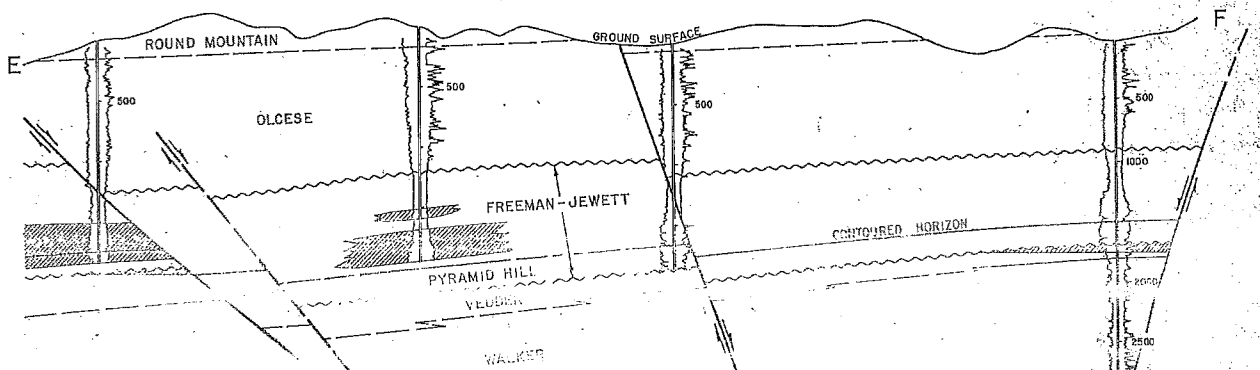 F
GROUND SURFACE
ROUND MOUNTAIN
E
500
500
500
500
OLCESE
1000
FREEMAN-JEWETT
CONTOURED HORIZON
PYRAMID HILL
2000
VEDDER
2500
WALKER